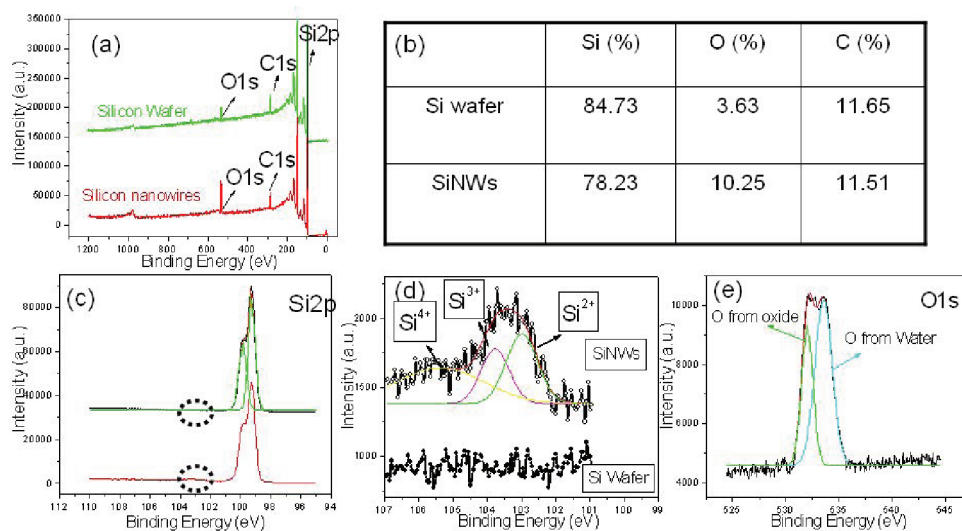 (a)
Si2p
O1s
C1s
Silicon Wafer
O1s
C1s
Silicon nanowires
350000
300000
250000
200000
150000
100000
50000
0
Intensity (a.u.)
1200 1000 800 600 400 200 0
Binding Energy (eV)
(b) Si (%) O (%) C (%)
Si wafer 84.73 3.63 11.65
SiNWs 78.23 10.25 11.51
(c)
Si2p
80000
60000
40000
20000
0
Intensity (a.u.)
112 110 108 106 104 102 100 98 96 94
Binding Energy (eV)
(d)
Si4+
Si3+
Si2+
SiNWs
Si Wafer
2000
1500
1000
Intensity (a.u.)
107 106 105 104 103 102 101
Binding Energy (eV)
(e)
O1s
O from oxide
O from Water
10000
8000
6000
4000
Intensity (a.u.)
525 530 535 540 645
Binding Energy (eV)